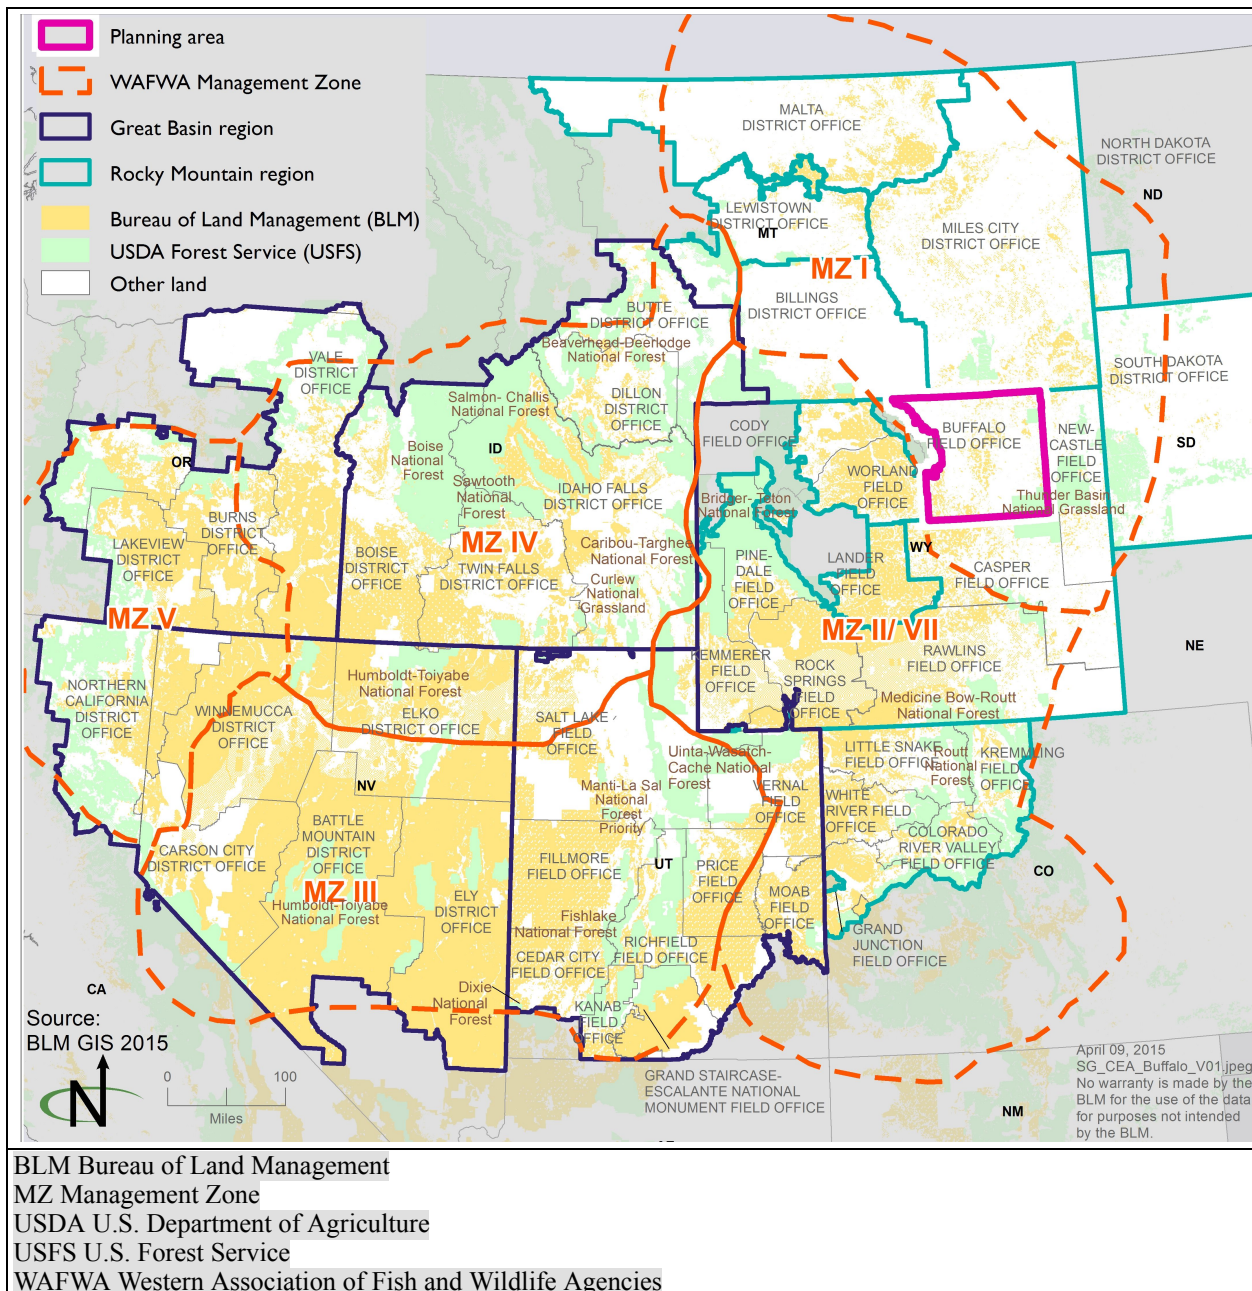 Planning area
WAFWA Management Zone
Great Basin region
Rocky Mountain region
Bureau of Land Management (BLM)
USDA Forest Service (USFS)
Other land
MALTA
DISTRICT OFFICE
NORTH DAKOTA
DISTRICT OFFICE
ND
LEWISTOWN
DISTRICT OFFICE
MT
MILES CITY
DISTRICT OFFICE
MZ I
BILLINGS
DISTRICT OFFICE
BUTTE
DISTRICT OFFICE
Beaverhead-Deerlodge
National Forest
VALE
DISTRICT
OFFICE
SOUTH DAKOTA
DISTRICT OFFICE
SD
DILLON
DISTRICT
OFFICE
Salmon- Challis
National Forest
CODY
FIELD OFFICE
BUFFALO
FIELD OFFICE
NEW-
CASTLE
FIELD
OFFICE
Thunder Basin
National Grassland
WORLAND
FIELD
OFFICE
Boise
National
Forest
ID
Sawtooth
National
Forest
IDAHO FALLS
DISTRICT OFFICE
Bridger- Teton
National Forest
OR
BURNS
DISTRICT
OFFICE
LAKEVIEW
DISTRICT
OFFICE
MZ IV
BOISE
DISTRICT
OFFICE
TWIN FALLS
DISTRICT OFFICE
Caribou-Targhee
National Forest
Curlew
National
Grassland
PINE-
DALE
FIELD
OFFICE
LANDER
FIELD
OFFICE
WY
CASPER
FIELD OFFICE
MZ V
MZ II/ VII
NE
KEMMERER
FIELD
OFFICE
ROCK
SPRINGS
FIELD
OFFICE
RAWLINS
FIELD OFFICE
Medicine Bow-Routt
National Forest
NORTHERN
CALIFORNIA
DISTRICT
OFFICE
WINNEMUCCA
DISTRICT
OFFICE
Humboldt-Toiyabe
National Forest
ELKO
DISTRICT OFFICE
SALT LAKE
FIELD
OFFICE
Uinta-Wasatch-
Cache National
Forest
VERNAL
FIELD
OFFICE
LITTLE SNAKE
FIELD OFFICE
Routt
National
Forest
KREMMLING
FIELD
OFFICE
WHITE
RIVER FIELD
OFFICE
COLORADO
RIVER VALLEY
FIELD OFFICE
CO
NV
Manti-La Sal
National
Forest
Priority
BATTLE
MOUNTAIN
DISTRICT
OFFICE
CARSON CITY
DISTRICT OFFICE
MZ III
Humboldt-Toiyabe
National Forest
ELY
DISTRICT
OFFICE
FILLMORE
FIELD OFFICE
UT
PRICE
FIELD
OFFICE
MOAB
FIELD
OFFICE
GRAND
JUNCTION
FIELD OFFICE
Fishlake
National Forest
RICHFIELD
FIELD OFFICE
CEDAR CITY
FIELD OFFICE
Dixie
National
Forest
KANAB
FIELD
OFFICE
GRAND STAIRCASE-
ESCALANTE NATIONAL
MONUMENT FIELD OFFICE
CA
NM
Source:
BLM GIS 2015
N
0 100
Miles
April 09, 2015
SG_CEA_Buffalo_V01.jpeg
No warranty is made by the
BLM for the use of the data
for purposes not intended
by the BLM.
BLM Bureau of Land Management
MZ Management Zone
USDA U.S. Department of Agriculture
USFS U.S. Forest Service
WAFWA Western Association of Fish and Wildlife Agencies